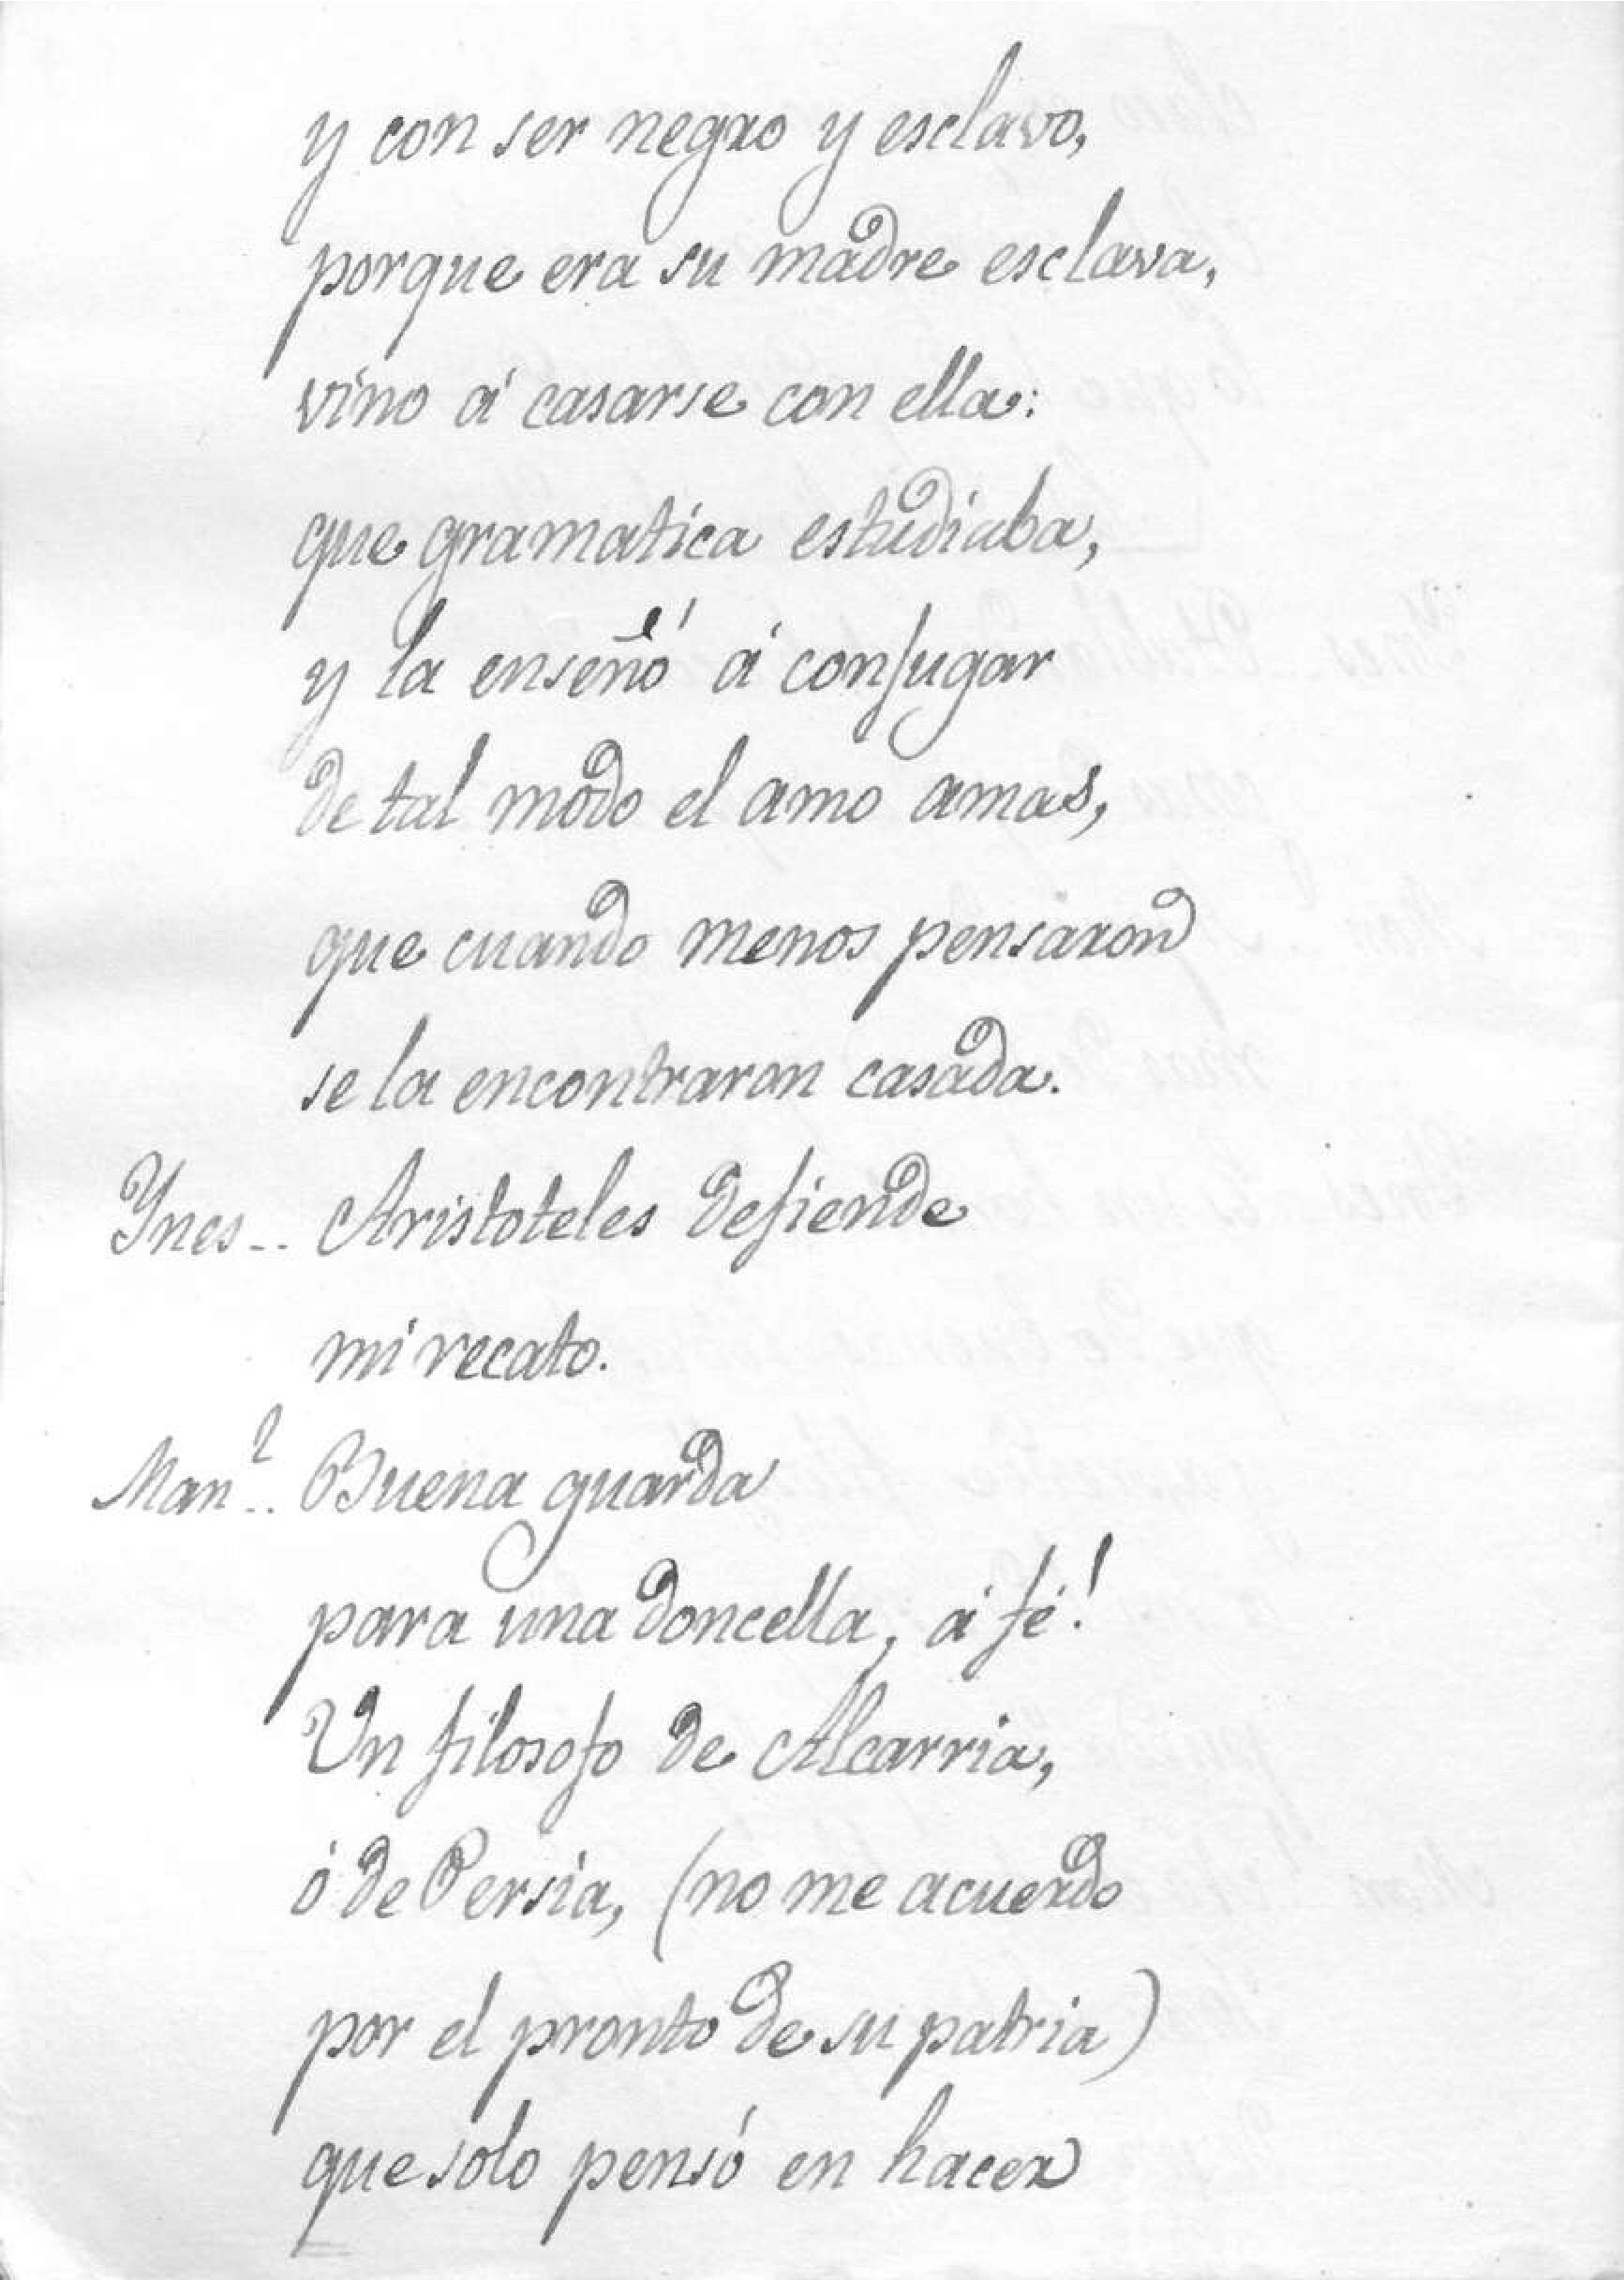 y con ser negro y esclavo,
porque era su madre esclava,
vino á casarse con ella:
que gramatica estudiaba,
y la enseñó á conjugar
de tal modo el amo amas,
que cuando menos pensaron
se la encontraron casada.
Ynes -- Aristoteles defiende
mi recato.
Man.l -- Buena guarda
para una doncella, á fé!
Un filosofo de Alcarria,
ó de Persia, (no me acuerdo
por el pronto de su patria)
que solo pensó en hacer